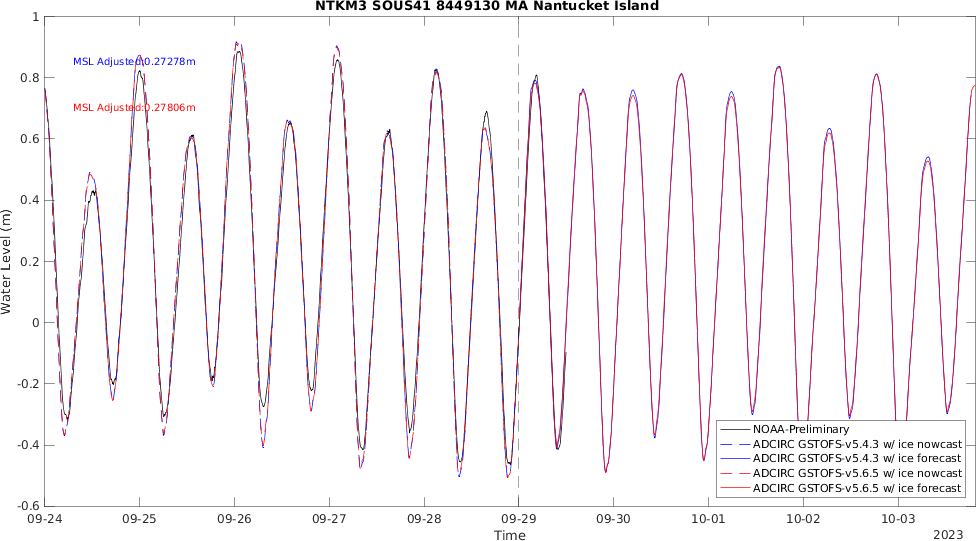 NTKM3 SOUS41 8449130 MA Nantucket Island
1
0.8
0.6
0.4
0.2
0
-0.2
-0.4
-0.6
Water Level (m)
MSL Adjusted:0.27278m
MSL Adjusted:0.27806m
NOAA-Preliminary
ADCIRC GSTOFS-v5.4.3 w/ ice nowcast
ADCIRC GSTOFS-v5.4.3 w/ ice forecast
ADCIRC GSTOFS-v5.6.5 w/ ice nowcast
ADCIRC GSTOFS-v5.6.5 w/ ice forecast
09-24 09-25 09-26 09-27 09-28 09-29 09-30 10-01 10-02 10-03
Time
2023